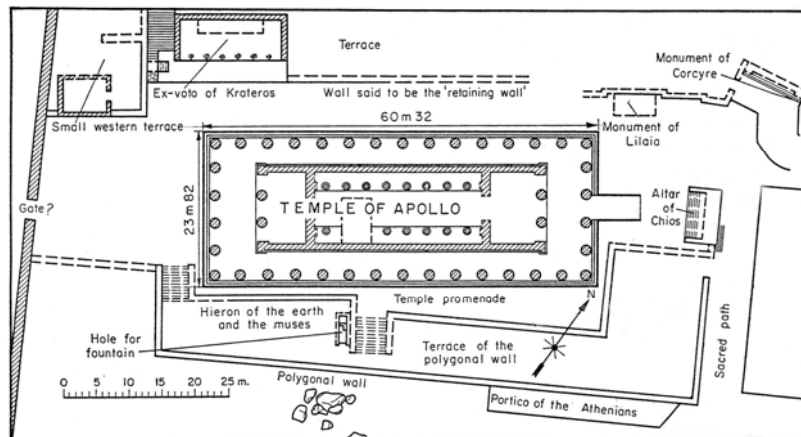 Terrace
Monument of
Corcyre
Ex-voto of Krateros
Wall said to be the 'retaining wall'
Small western terrace
60 m 32
Monument of
Lilaia
23 m 82
Gate?
TEMPLE OF APOLLO
Altar
of
Chios
Temple promenade
N
Hieron of the earth
and the muses
Hole for
fountain
Terrace of the
polygonal wall
Sacred path
0 5 10 15 20 25 m.
Polygonal wall
Portico of the Athenians